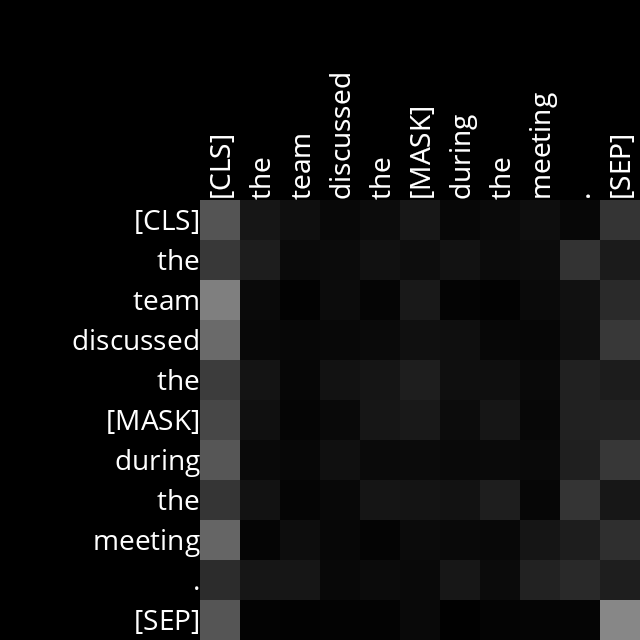 [CLS]
the
team
discussed
the
[MASK]
during
the
meeting
.
[SEP]
[CLS]
the
team
discussed
the
[MASK]
during
the
meeting
.
[SEP]